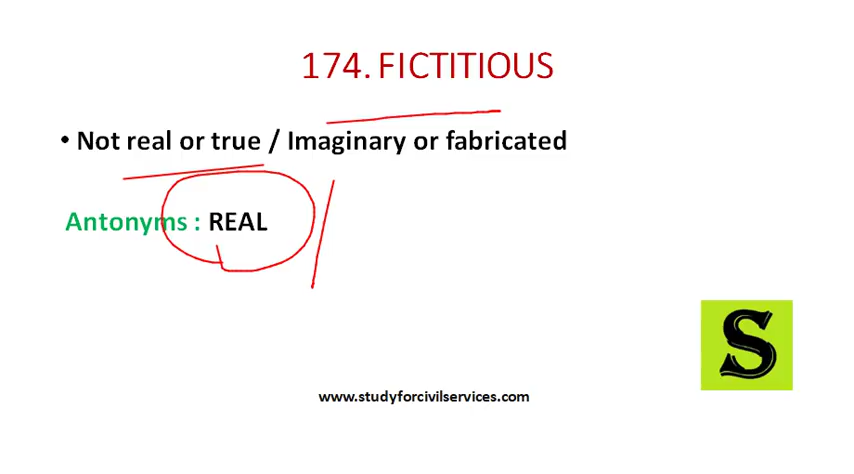 174. FICTITIOUS
• Not real or true / Imaginary or fabricated
Antonyms : REAL
S
www.studyforcivilservices.com